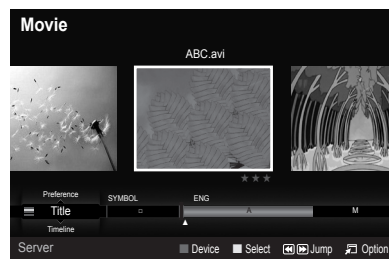 Movie
ABC.avi
★★★
Preference
SYMBOL ENG
Title □ A M
Timeline
Server Device Select Jump Option